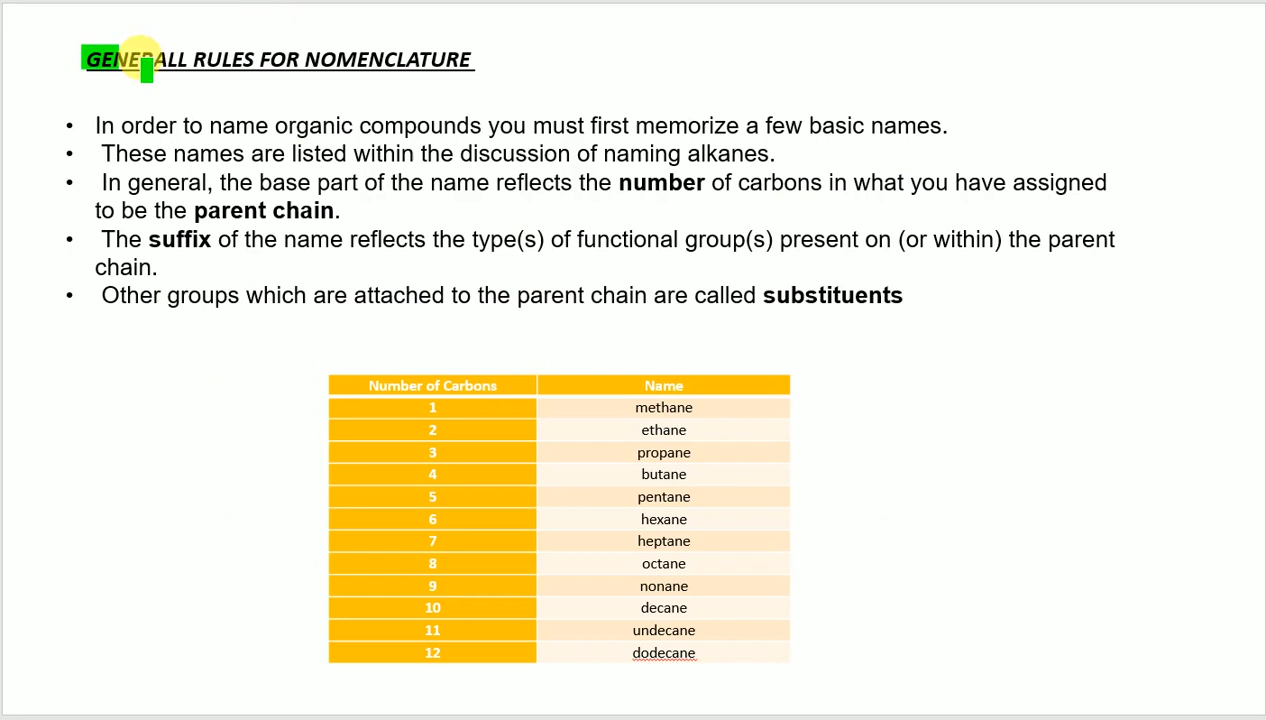 GENERALL RULES FOR NOMENCLATURE
• In order to name organic compounds you must first memorize a few basic names.
• These names are listed within the discussion of naming alkanes.
• In general, the base part of the name reflects the number of carbons in what you have assigned
to be the parent chain.
• The suffix of the name reflects the type(s) of functional group(s) present on (or within) the parent
chain.
• Other groups which are attached to the parent chain are called substituents
Number of Carbons Name
1 methane
2 ethane
3 propane
4 butane
5 pentane
6 hexane
7 heptane
8 octane
9 nonane
10 decane
11 undecane
12 dodecane